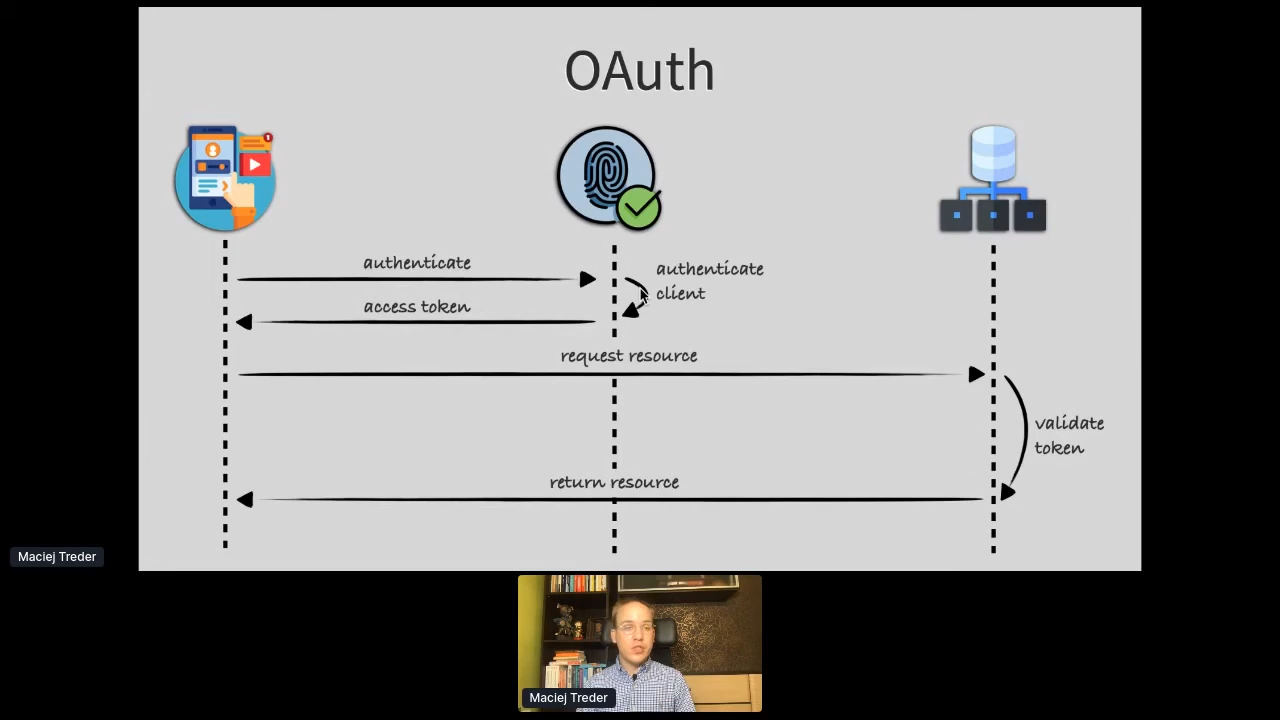 OAuth
authenticate
authenticate
client
access token
request resource
validate
token
return resource
Maciej Treder
Maciej Treder